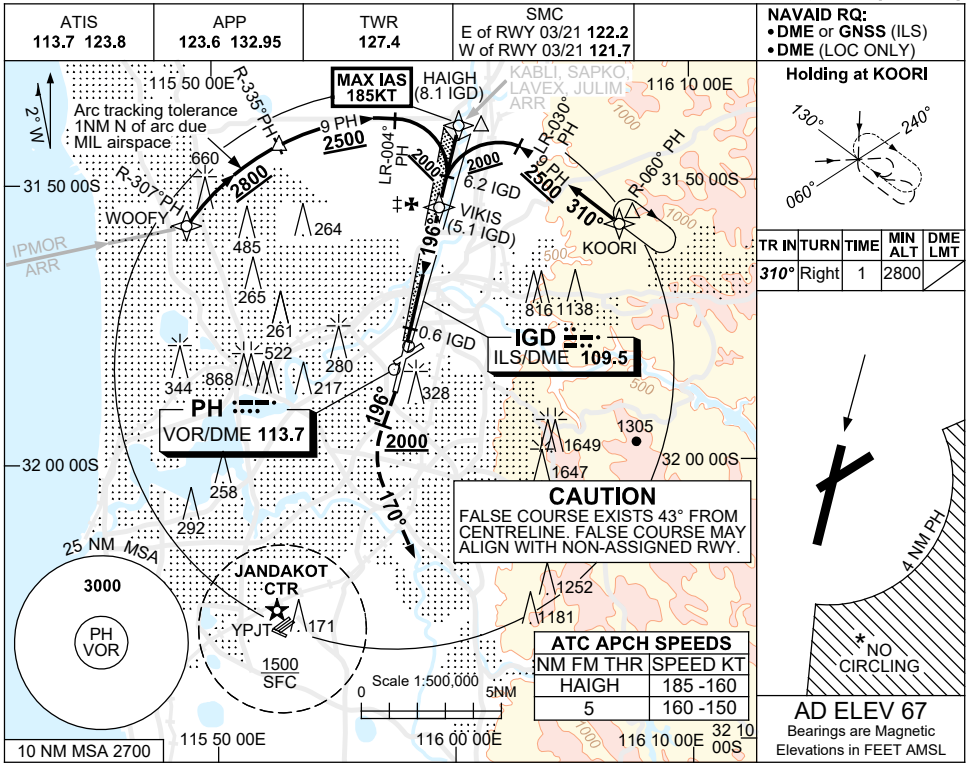 ATIS
113.7 123.8
APP
123.6 132.95
TWR
127.4
SMC
E of RWY 03/21 122.2
W of RWY 03/21 121.7
NAVAID RQ:
• DME or GNSS (ILS)
• DME (LOC ONLY)
2° W
115 50 00E
R-335°PH
MAX IAS
185KT
HAIGH
(8.1 IGD)
KABLI, SAPKO,
LAVEX, JULIM
ARR
116 10 00E
Arc tracking tolerance
1NM N of arc due
MIL airspace
9 PH
2500
LR-004°
PH
2000
2000
LR-030°
PH
1000
9 PH
2500
310°
R-060° PH
31 50 00S
31 50 00S
660
2800
R-307°PH
WOOFY
6.2 IGD
VIKIS
(5.1 IGD)
KOORI
1000
IPMOR
ARR
485
264
196°
500
265
261
816
1138
0.6 IGD
IGD
ILS/DME 109.5
522
280
344
868
217
328
500
PH
VOR/DME 113.7
196°
2000
1305
1649
1647
32 00 00S
32 00 00S
258
292
170°
CAUTION
FALSE COURSE EXISTS 43° FROM
CENTRELINE. FALSE COURSE MAY
ALIGN WITH NON-ASSIGNED RWY.
25 NM MSA
3000
PH
VOR
10 NM MSA 2700
JANDAKOT
CTR
YPJT
171
1500
SFC
1252
1181
Scale 1:500,000
0
5NM
ATC APCH SPEEDS
NM FM THR SPEED KT
HAIGH 185 -160
5 160 -150
1000
115 50 00E
116 00 00E
116 10 00E
32 10
00S
Holding at KOORI
130°
240°
060°
TR IN TURN TIME MIN ALT DME LMT
310° Right 1 2800
4 NM PH
*NO
CIRCLING
AD ELEV 67
Bearings are Magnetic
Elevations in FEET AMSL